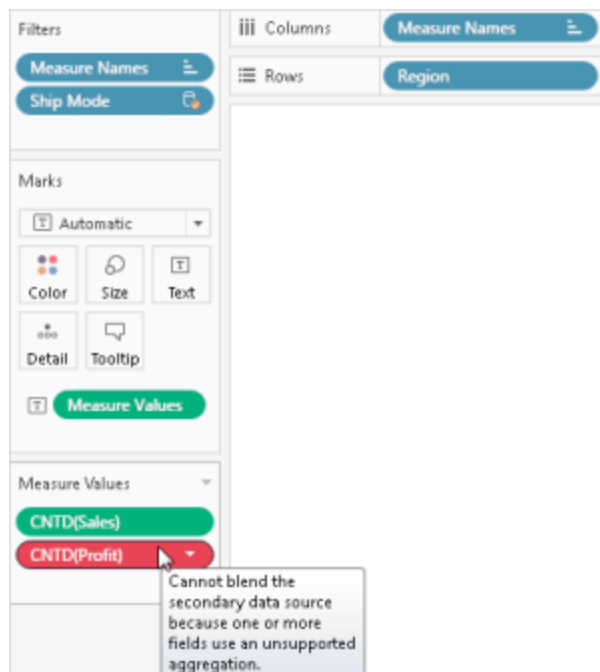 Filters
Measure Names
Ship Mode
Columns
Measure Names
Rows
Region
Marks
Automatic
Color
Size
Text
Detail
Tooltip
Measure Values
Measure Values
CNTD(Sales)
CNTD(Profit)
Cannot blend the
secondary data source
because one or more
fields use an unsupported
aggregation.